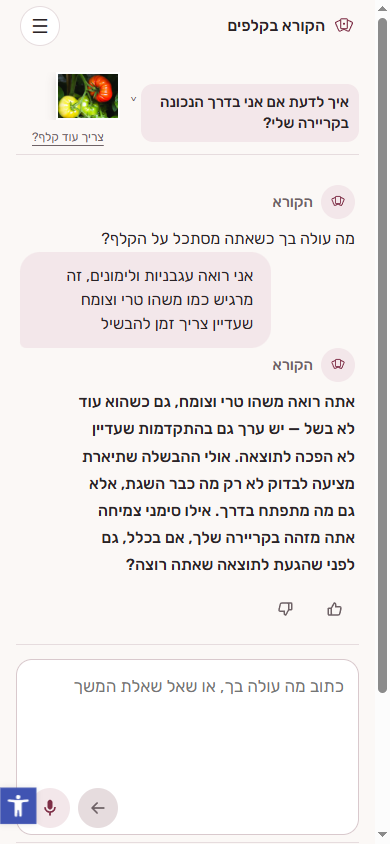 הקורא בקלפים
איך לדעת אם אני בדרך הנכונה
בקריירה שלי?
צריך עוד קלף?
הקורא
מה עולה בך כשאתה מסתכל על הקלף?
אני רואה עגבניות ולימונים, זה
מרגיש כמו משהו טרי וצומח
שעדיין צריך זמן להבשיל
הקורא
אתה רואה משהו טרי וצומח, גם כשהוא עוד
לא בשל – יש ערך גם בהתקדמות שעדיין
לא הפכה לתוצאה. אולי ההבשלה שתיארת
מציעה לבדוק לא רק מה כבר השגת, אלא
גם מה מתפתח בדרך. אילו סימני צמיחה
אתה מזהה בקריירה שלך, אם בכלל, גם
לפני שהגעת לתוצאה שאתה רוצה?
כתוב מה עולה בך, או שאל שאלת המשך